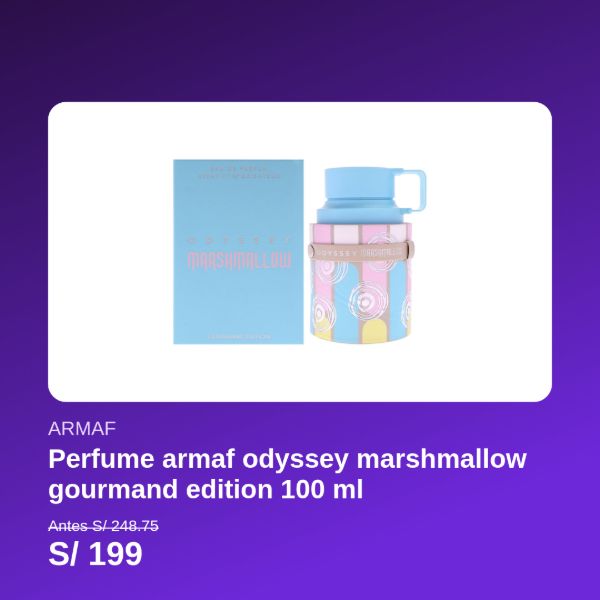 ODYSSEY
MARSHMALLOW
ODYSSEY MARSHMALLOW
ARMAF
Perfume armaf odyssey marshmallow
gourmand edition 100 ml
Antes S/ 248.75
S/ 199